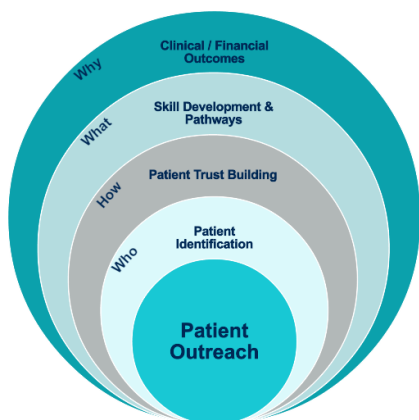 Why
Clinical / Financial
Outcomes
What
Skill Development &
Pathways
How
Patient Trust Building
Who
Patient
Identification
Patient
Outreach